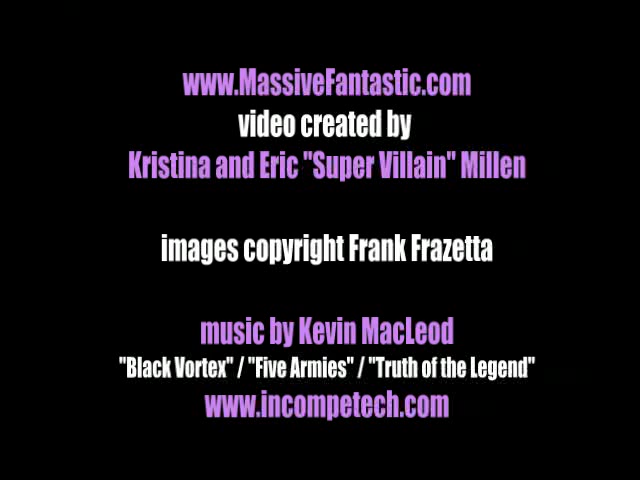 www.MassiveFantastic.com
video created by
Kristina and Eric "Super Villain" Millen
images copyright Frank Frazetta
music by Kevin MacLeod
"Black Vortex" / "Five Armies" / "Truth of the Legend"
www.incompetech.com